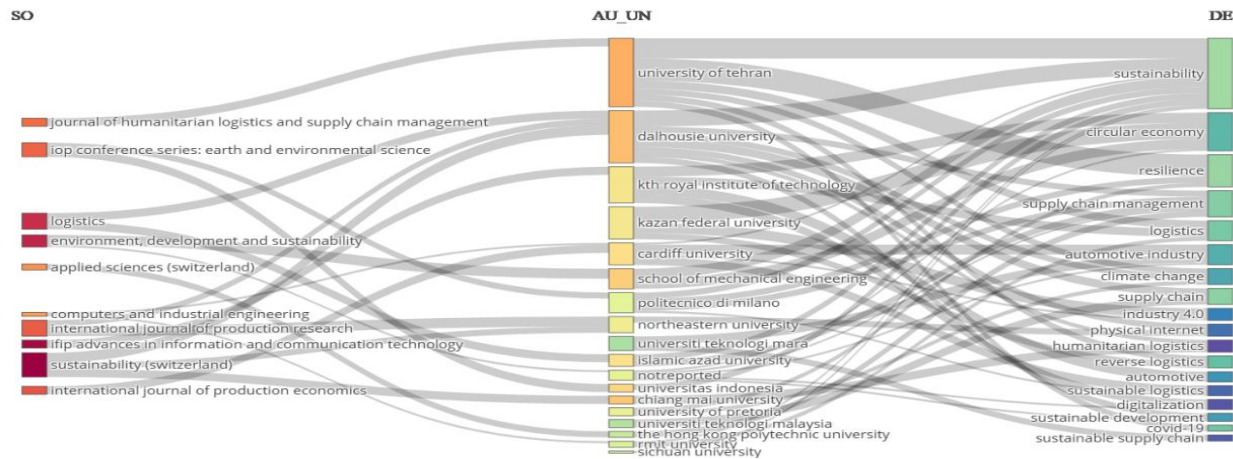 SO
AU_UN
DE
journal of humanitarian logistics and supply chain management
iop conference series: earth and environmental science
logistics
environment, development and sustainability
applied sciences (switzerland)
computers and industrial engineering
international journal of production research
ifip advances in information and communication technology
sustainability (switzerland)
international journal of production economics
university of tehran
dalhousie university
kth royal institute of technology
kazan federal university
cardiff university
school of mechanical engineering
politecnico di milano
northeastern university
universiti teknologi mara
islamic azad university
notreported
universitas indonesia
chiang mai university
university of pretoria
universiti teknologi malaysia
the hong kong polytechnic university
rmit university
sichuan university
sustainability
circular economy
resilience
supply chain management
logistics
automotive industry
climate change
supply chain
industry 4.0
physical internet
humanitarian logistics
reverse logistics
automotive
sustainable logistics
digitalization
sustainable development
covid-19
sustainable supply chain